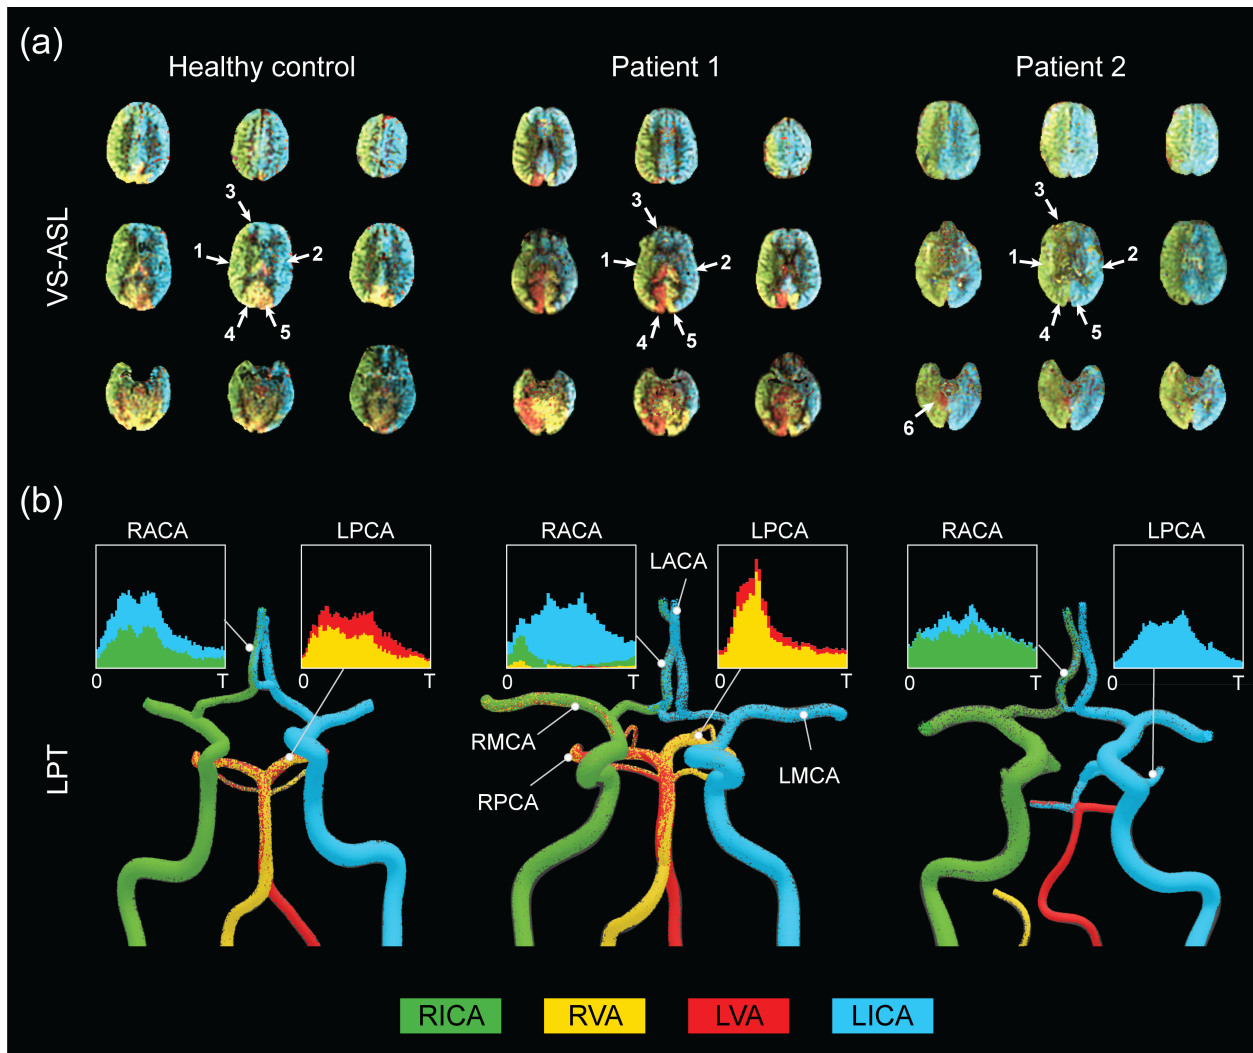 (a)
Healthy control
Patient 1
Patient 2
VS-ASL
3
1
2
4
5
3
1
2
4
5
3
1
2
4
5
6
(b)
LPT
RACA
LPCA
0
T
0
T
RACA
LACA
LPCA
0
T
0
T
RMCA
RPCA
LMCA
RACA
LPCA
0
T
0
T
RICA
RVA
LVA
LICA